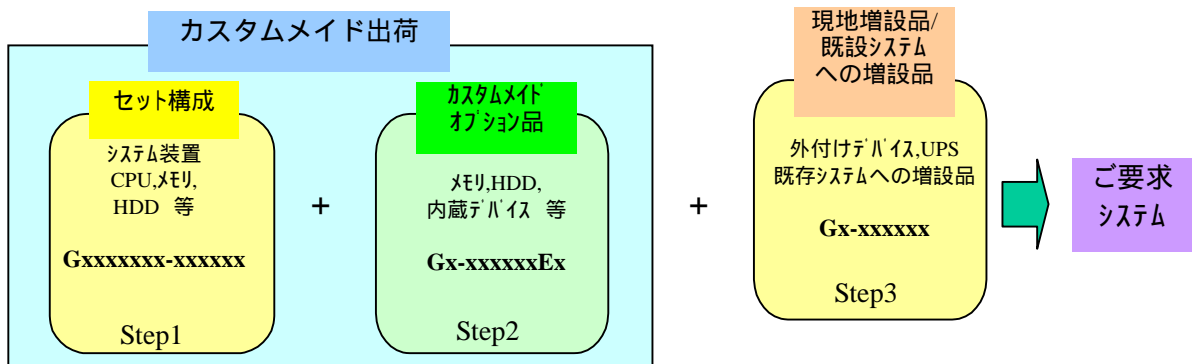 カスタムメイド出荷
セット構成
システム装置
CPU,メモリ,
HDD 等
Gxxxxxxx-xxxxxx
Step1
+
カスタムメイド
オプション品
メモリ,HDD,
内蔵デバイス 等
Gx-xxxxxxEx
Step2
+
現地増設品/
既設システム
への増設品
外付けデバイス,UPS
既存システムへの増設品
Gx-xxxxxx
Step3
ご要求
システム